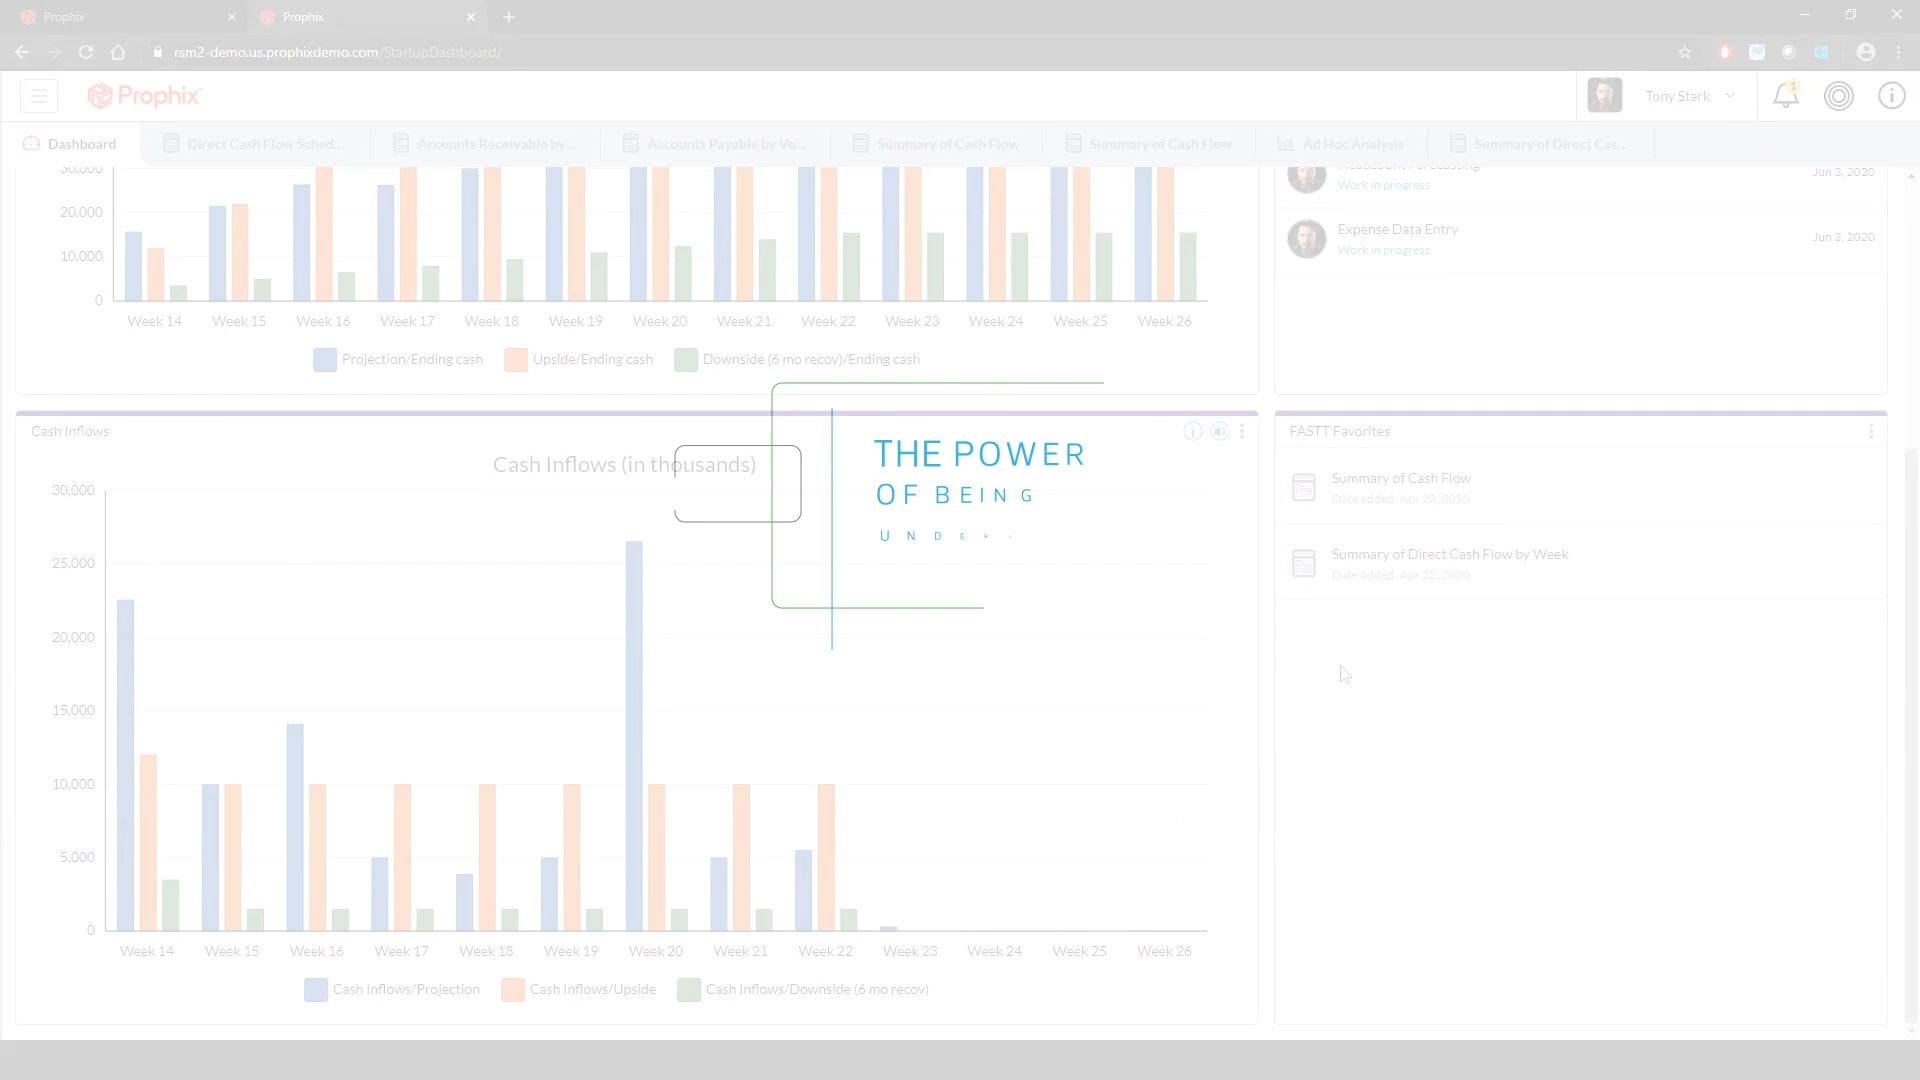 Prophix
Prophix
rsm2-demo.us.prophixdemo.com/StartupDashboard/
Prophix
Tony Stark
1
Dashboard
Direct Cash Flow Sched...
Accounts Receivable by...
Accounts Payable by Ve...
Summary of Cash Flow
Summary of Cash Flow
Ad Hoc Analysis
Summary of Direct Cas...
30,000
20,000
10,000
0
Week 14
Week 15
Week 16
Week 17
Week 18
Week 19
Week 20
Week 21
Week 22
Week 23
Week 24
Week 25
Week 26
Projection/Ending cash
Upside/Ending cash
Downside (6 mo recov)/Ending cash
Headcount Forecasting
Work in progress
Jun 3, 2020
Expense Data Entry
Work in progress
Jun 3, 2020
Cash Inflows
Cash Inflows (in thousands)
30,000
25,000
20,000
15,000
10,000
5,000
0
Week 14
Week 15
Week 16
Week 17
Week 18
Week 19
Week 20
Week 21
Week 22
Week 23
Week 24
Week 25
Week 26
Cash Inflows/Projection
Cash Inflows/Upside
Cash Inflows/Downside (6 mo recov)
THE POWER
OF BEING
UNDE
FASTT Favorites
Summary of Cash Flow
Date added: Apr 22, 2020
Summary of Direct Cash Flow by Week
Date added: Apr 22, 2020